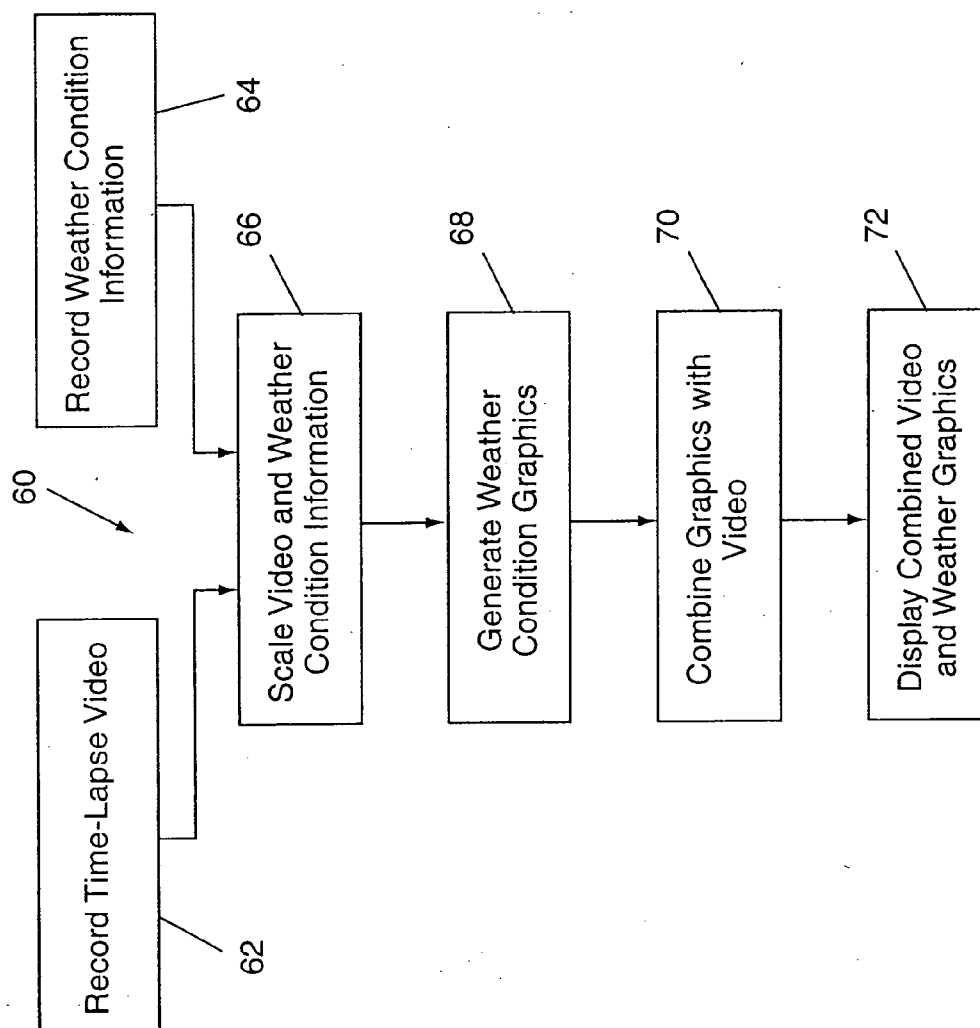 60
Record Time-Lapse Video
62
Record Weather Condition
Information
64
Scale Video and Weather
Condition Information
66
Generate Weather
Condition Graphics
68
Combine Graphics with
Video
70
Display Combined Video
and Weather Graphics
72